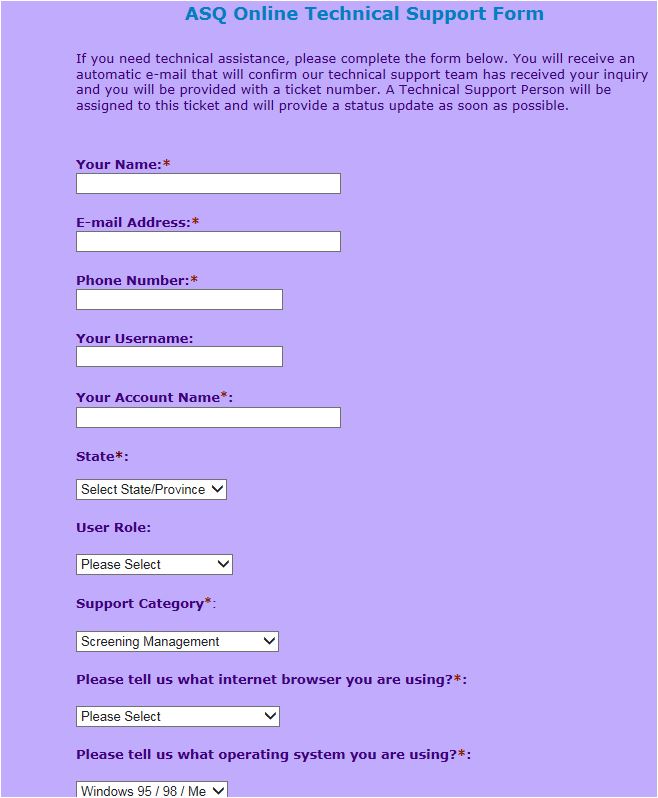 ASQ Online Technical Support Form
If you need technical assistance, please complete the form below. You will receive an
automatic e-mail that will confirm our technical support team has received your inquiry
and you will be provided with a ticket number. A Technical Support Person will be
assigned to this ticket and will provide a status update as soon as possible.
Your Name:*
E-mail Address:*
Phone Number:*
Your Username:
Your Account Name*:
State*:
Select State/Province
User Role:
Please Select
Support Category*:
Screening Management
Please tell us what internet browser you are using?*:
Please Select
Please tell us what operating system you are using?*:
Windows 95 / 98 / Me